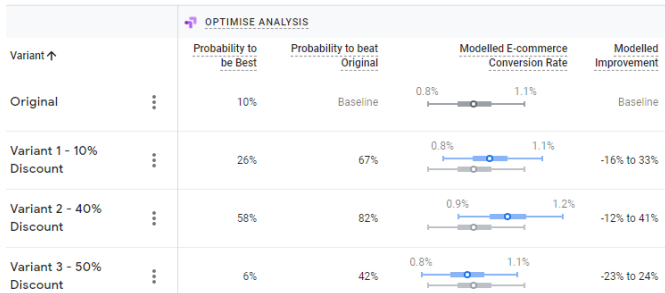 OPTIMISE ANALYSIS
Variant Probability to be Best Probability to beat Original Modelled E-commerce Conversion Rate Modelled Improvement
Original 10% Baseline 0.8% 1.1% Baseline
Variant 1 - 10% Discount 26% 67% 0.8% 1.1% -16% to 33%
Variant 2 - 40% Discount 58% 82% 0.9% 1.2% -12% to 41%
Variant 3 - 50% Discount 6% 42% 0.8% 1.1% -23% to 24%